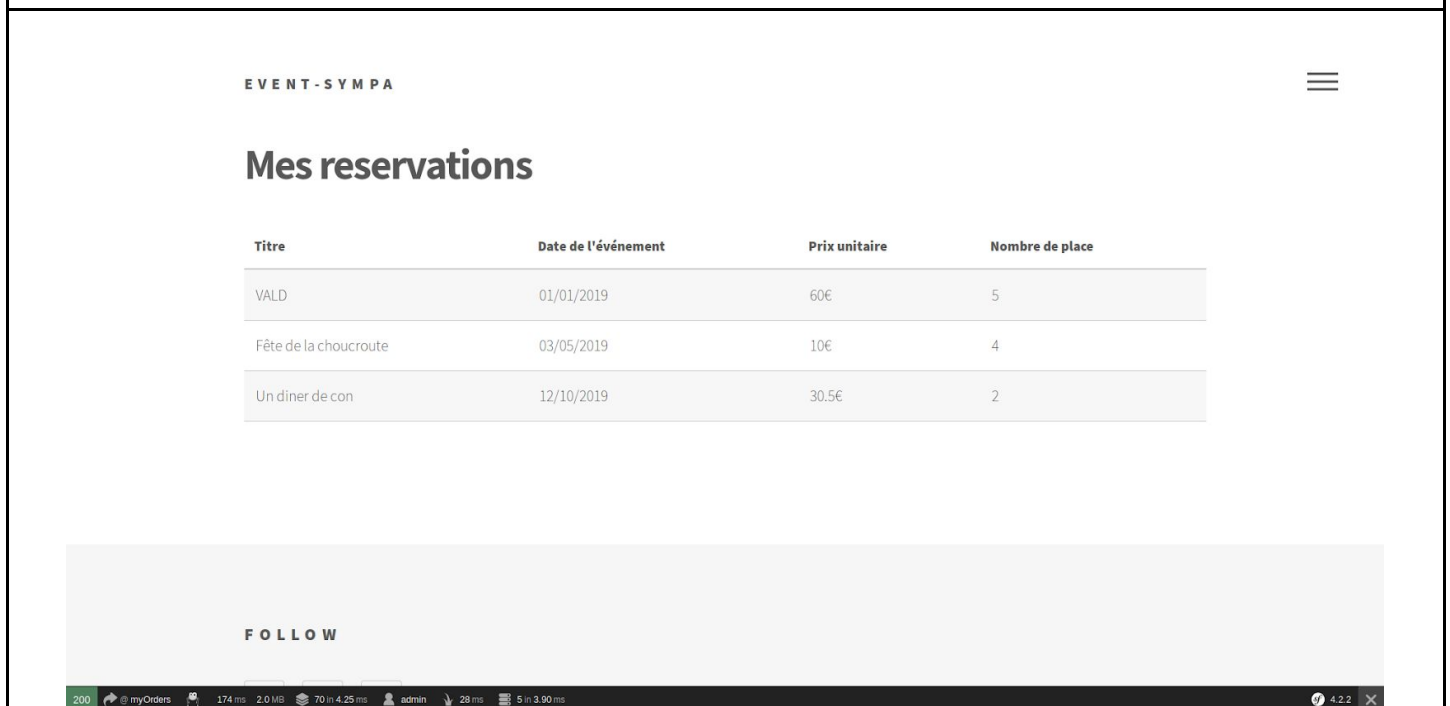 EVENT-SYMPA
Mes reservations
Titre Date de l'événement Prix unitaire Nombre de place
VALD 01/01/2019 60€ 5
Fête de la choucroute 03/05/2019 10€ 4
Un diner de con 12/10/2019 30.5€ 2
FOLLOW
200 @ myOrders 174 ms 2.0 MB 70 in 4.25 ms admin 28 ms 5 in 3.90 ms 4.2.2